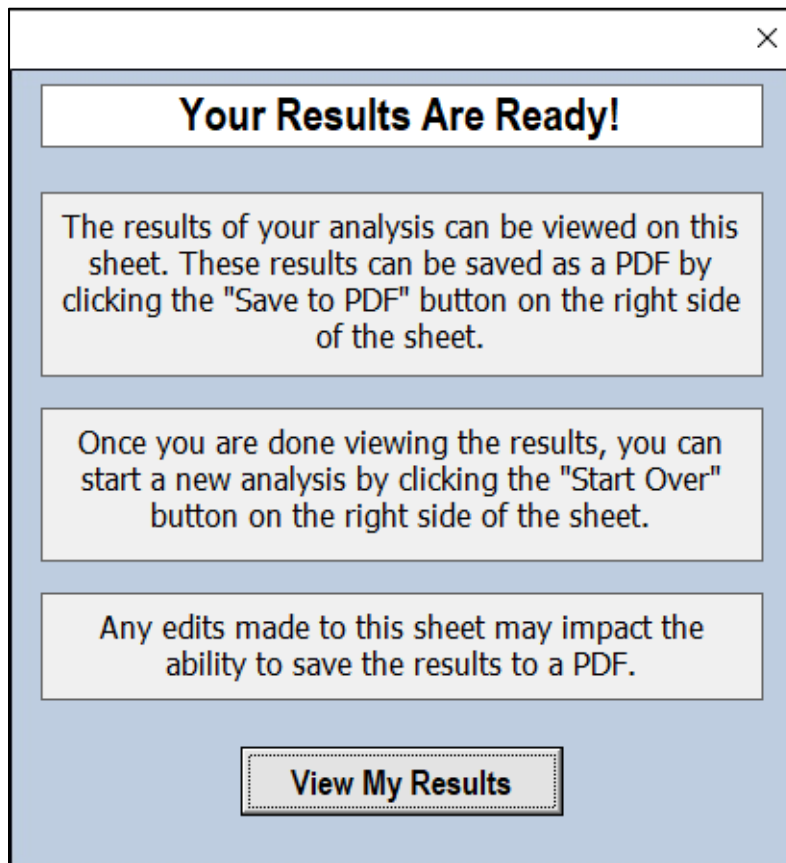 Your Results Are Ready!
The results of your analysis can be viewed on this
sheet. These results can be saved as a PDF by
clicking the "Save to PDF" button on the right side
of the sheet.
Once you are done viewing the results, you can
start a new analysis by clicking the "Start Over"
button on the right side of the sheet.
Any edits made to this sheet may impact the
ability to save the results to a PDF.
View My Results